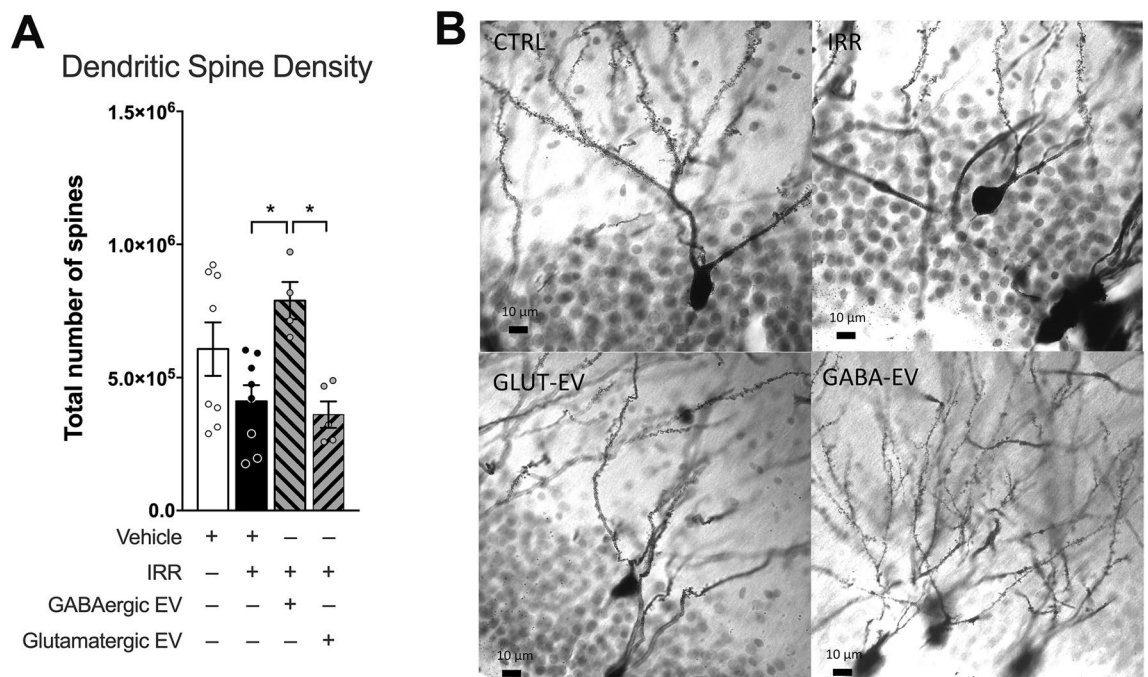 A
Dendritic Spine Density
Total number of spines
1.5×10⁶
1.0×10⁶
5.0×10⁵
0.0
* *
Vehicle + + – –
IRR – + + +
GABAergic EV – – + –
Glutamatergic EV – – – +
B
CTRL
10 μm
IRR
10 μm
GLUT-EV
10 μm
GABA-EV
10 μm